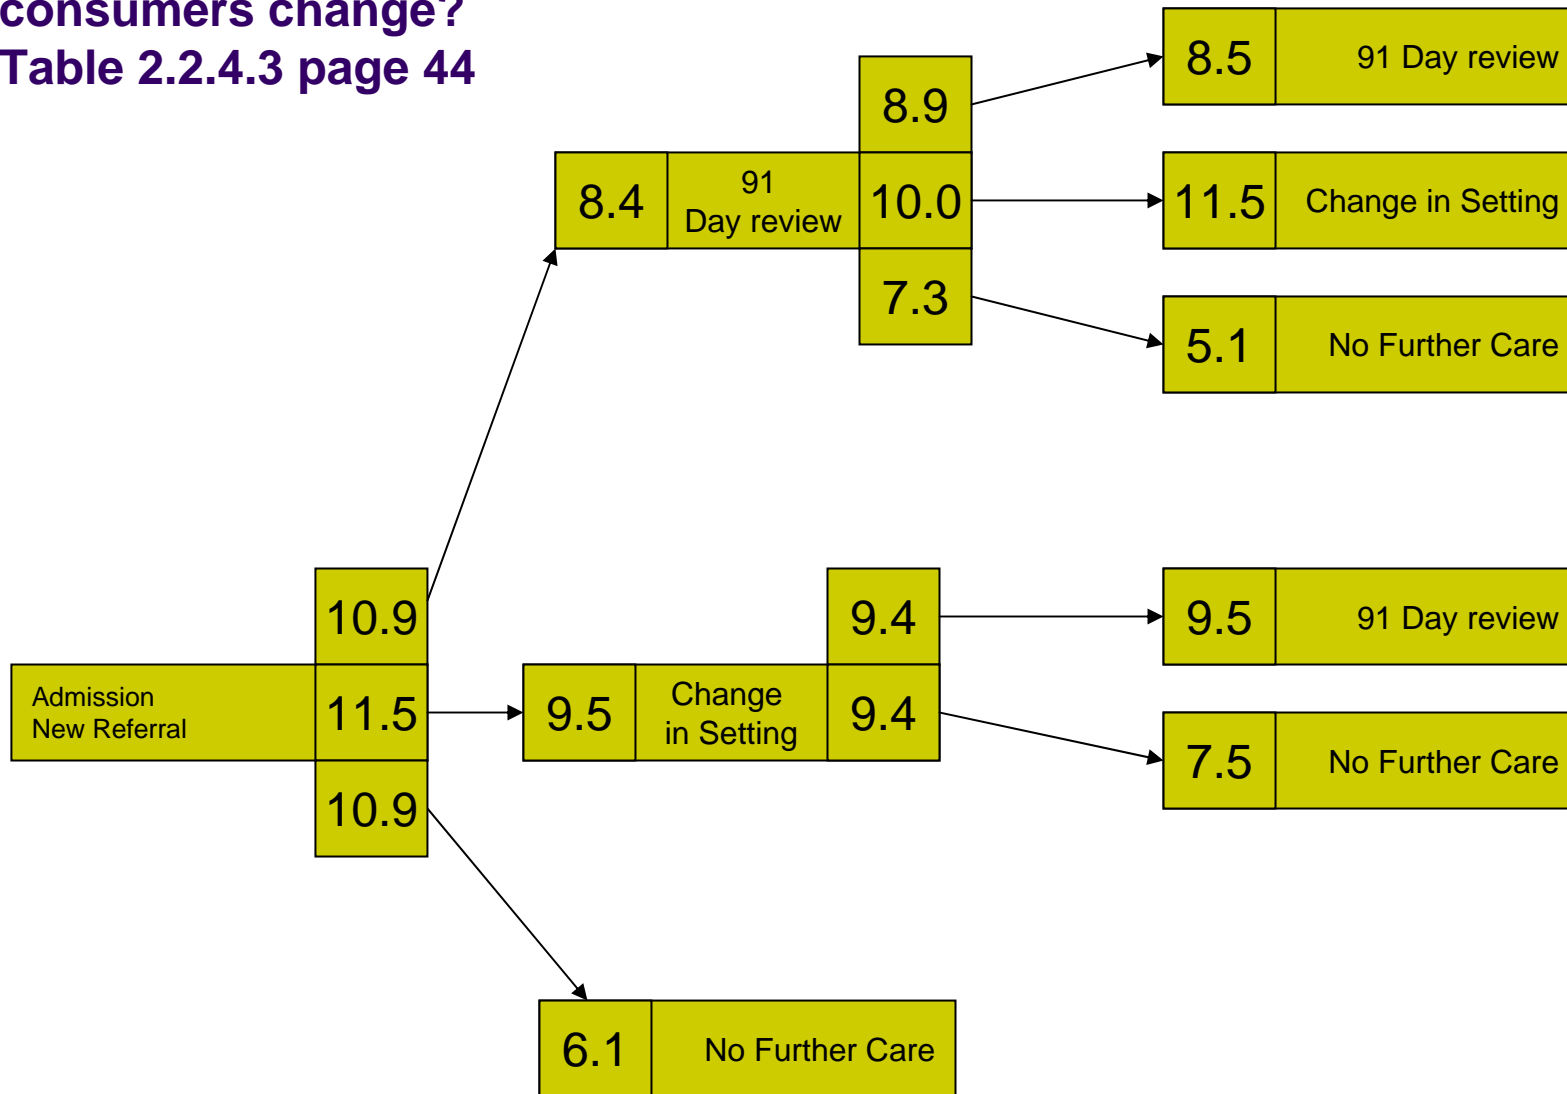 consumers change?
Table 2.2.4.3 page 44
8.5 91 Day review
8.9
8.4 91
Day review
10.0
11.5 Change in Setting
7.3
5.1 No Further Care
10.9
9.4
9.5 91 Day review
Admission
New Referral
11.5
9.5 Change
in Setting
9.4
7.5 No Further Care
10.9
6.1 No Further Care